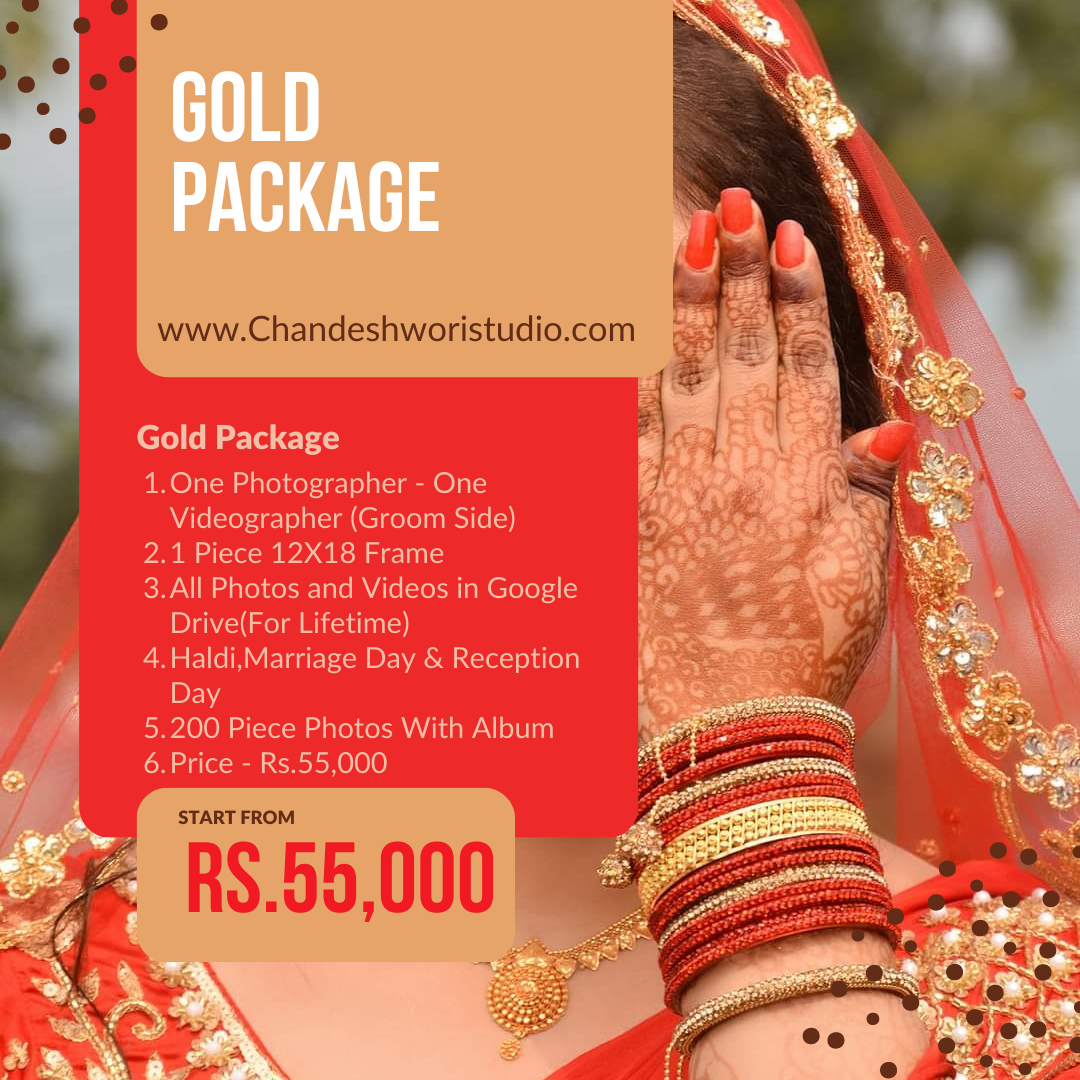 GOLD
PACKAGE
www.Chandeshworistudio.com
Gold Package
1. One Photographer - One
Videographer (Groom Side)
2. 1 Piece 12X18 Frame
3. All Photos and Videos in Google
Drive(For Lifetime)
4. Haldi,Marriage Day & Reception
Day
5. 200 Piece Photos With Album
6. Price - Rs.55,000
START FROM
RS.55,000